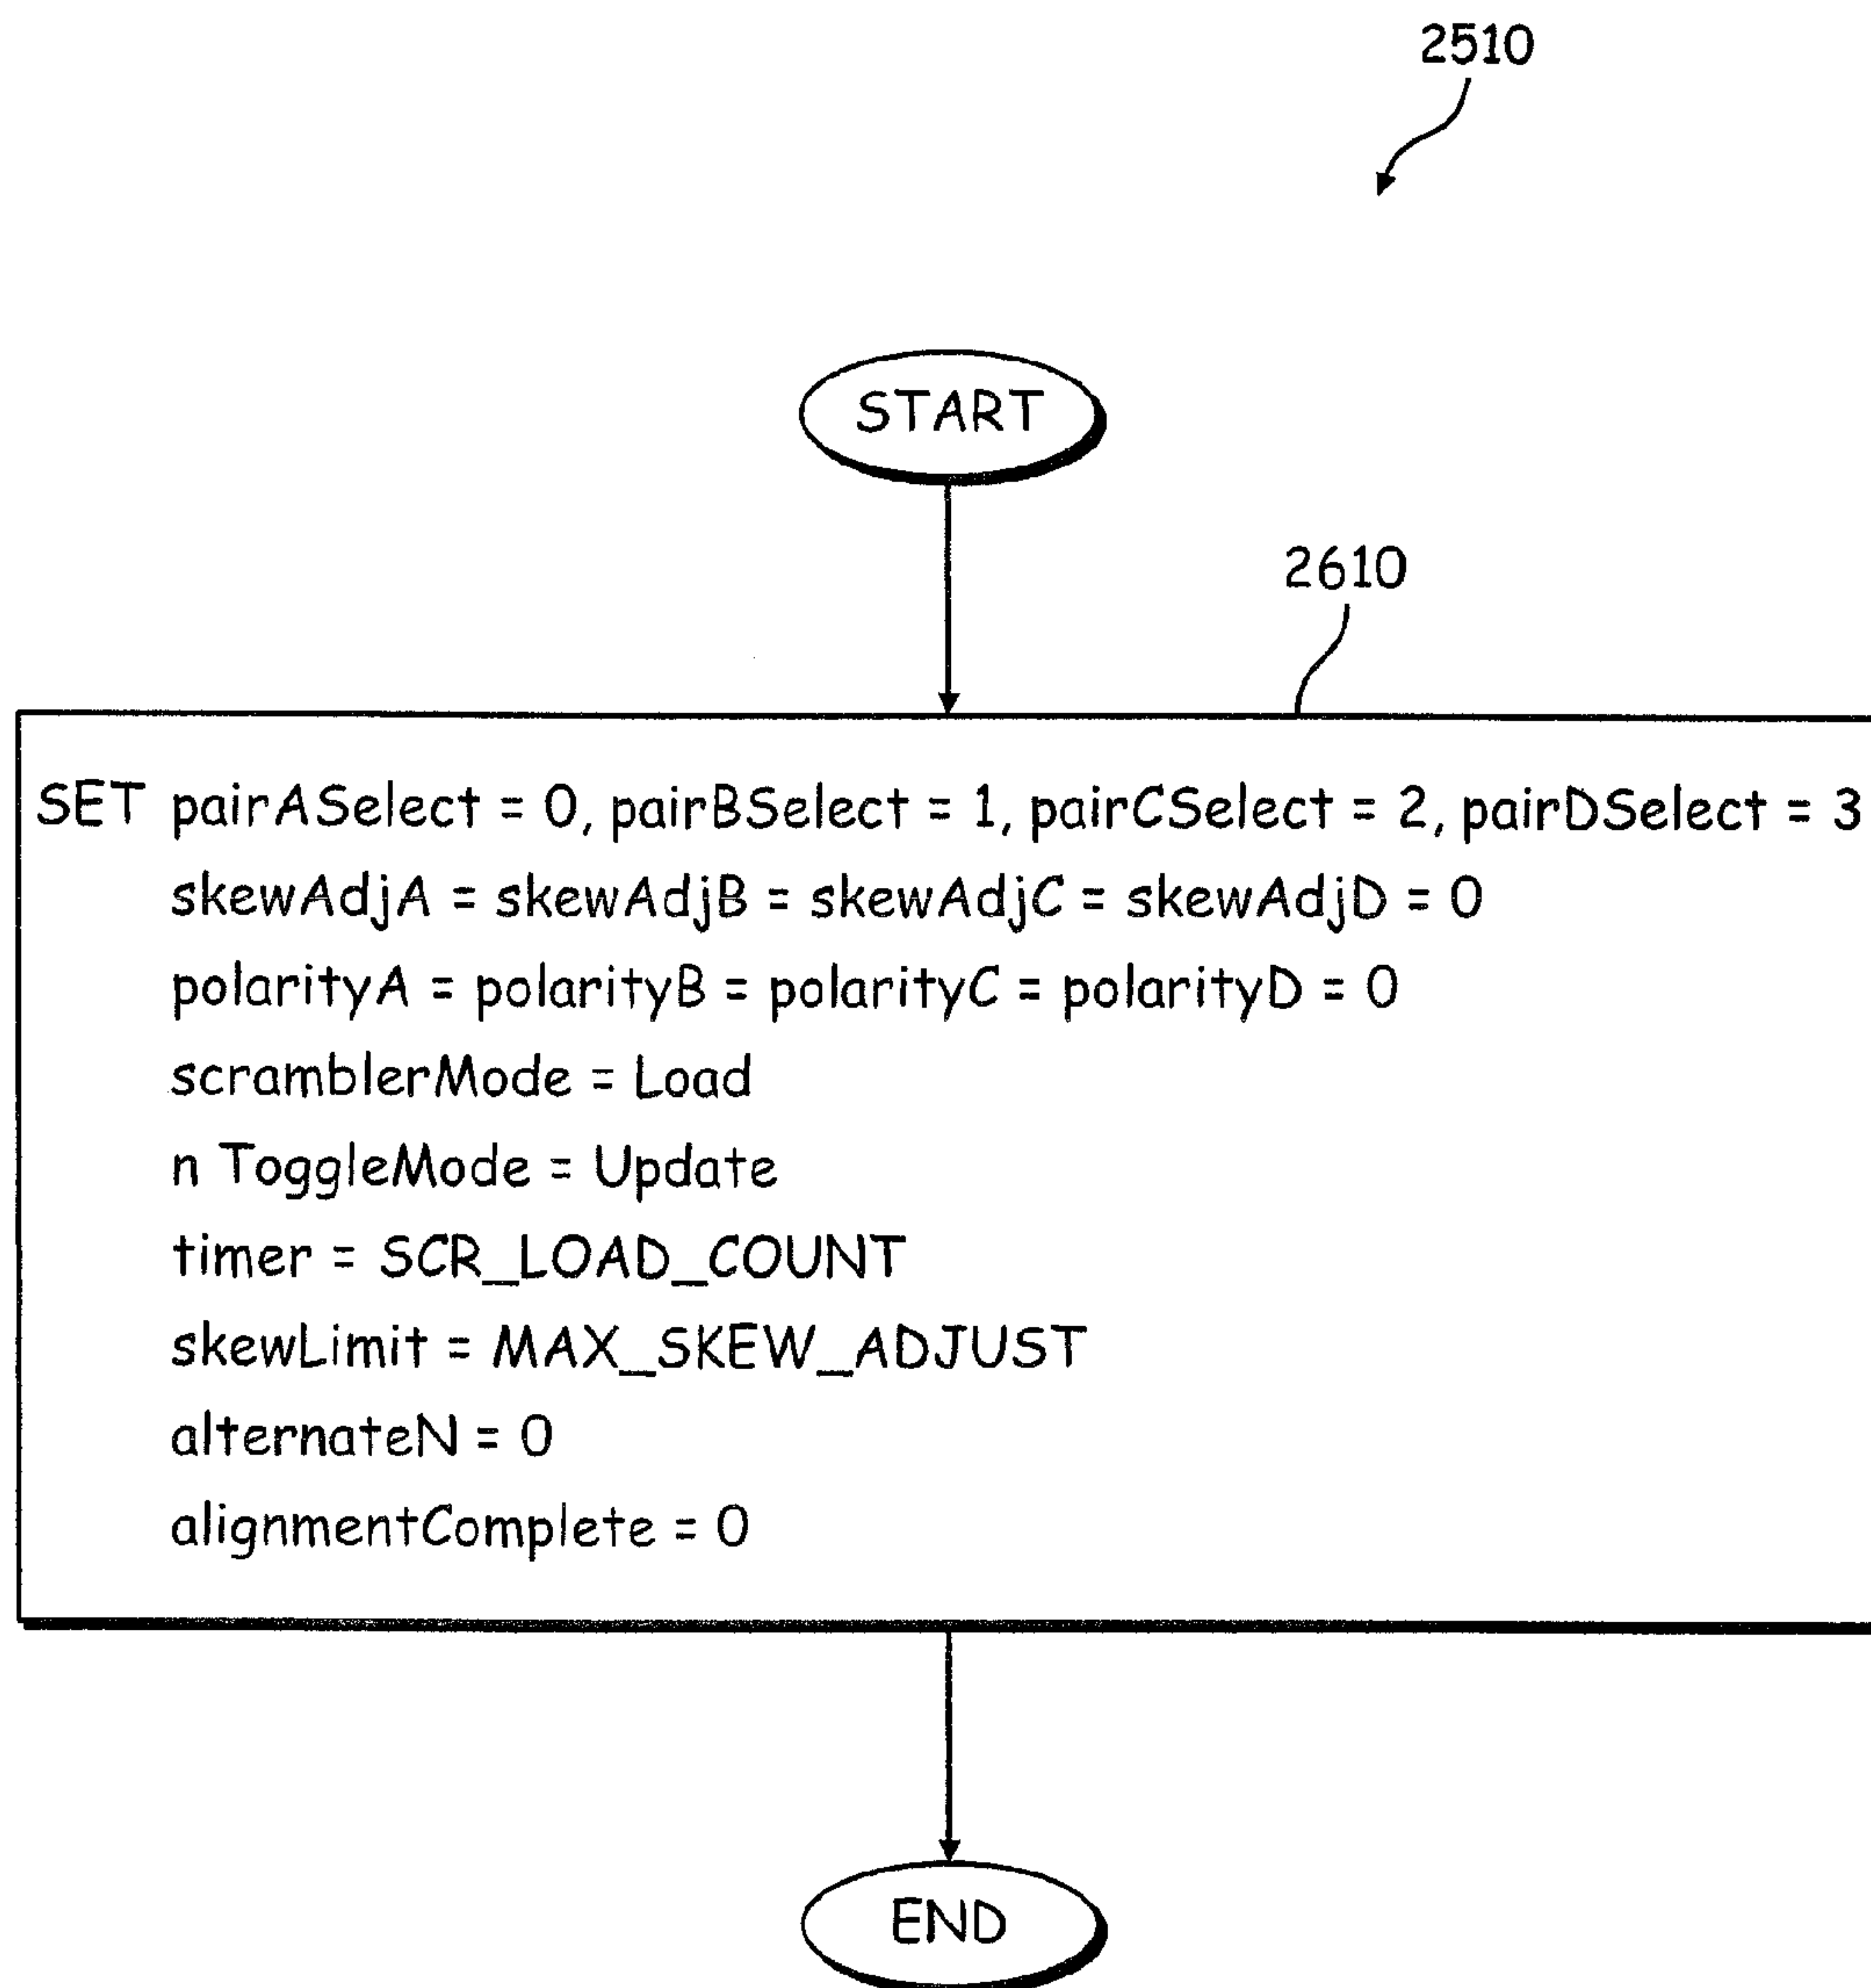 2510
START
2610
SET pairASelect = 0, pairBSelect = 1, pairCSelect = 2, pairDSelect = 3
skewAdjA = skewAdjB = skewAdjC = skewAdjD = 0
polarityA = polarityB = polarityC = polarityD = 0
scramblerMode = Load
n ToggleMode = Update
timer = SCR_LOAD_COUNT
skewLimit = MAX_SKEW_ADJUST
alternateN = 0
alignmentComplete = 0
END